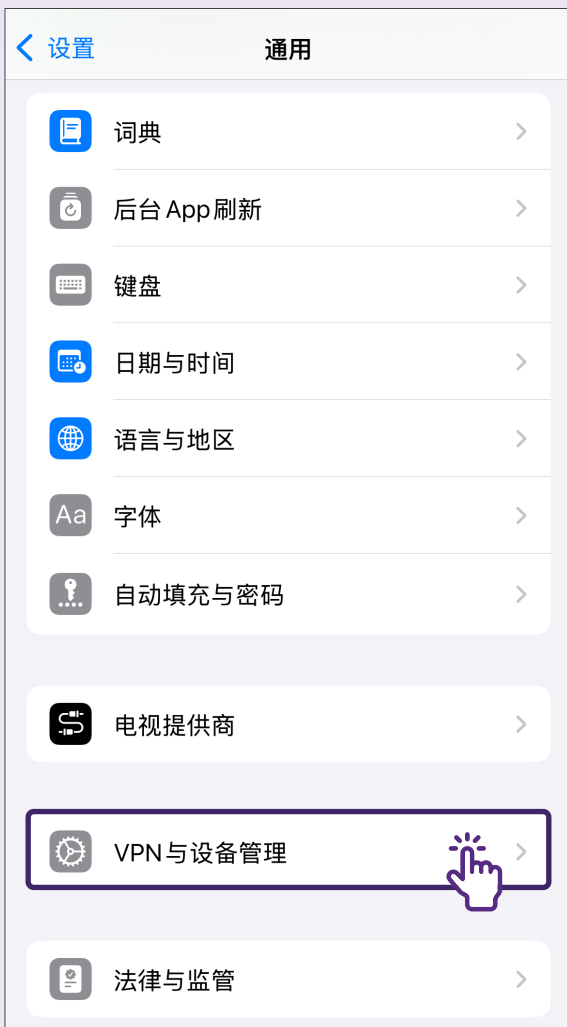 设置
通用
词典
后台App刷新
键盘
日期与时间
语言与地区
Aa
字体
自动填充与密码
电视提供商
VPN与设备管理
法律与监管